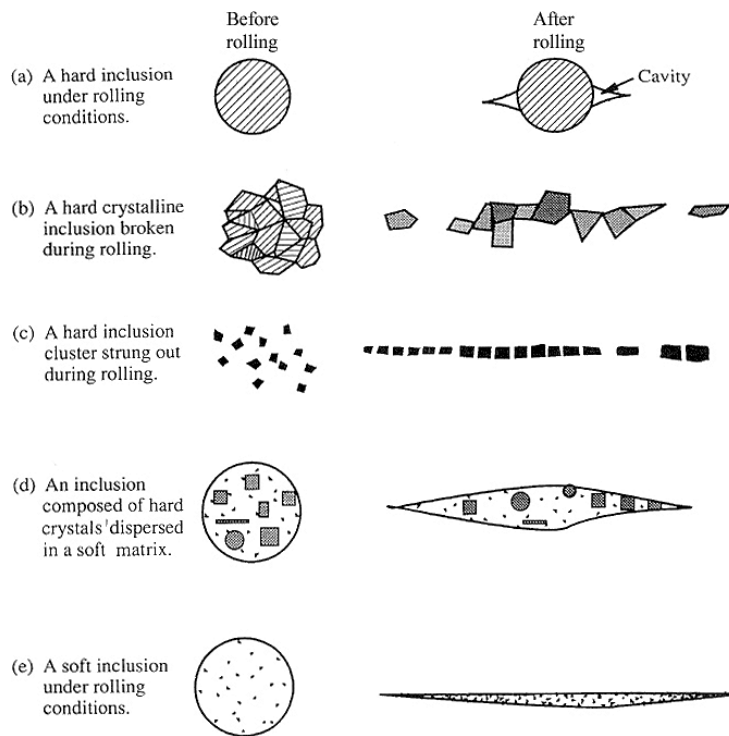 Before
rolling
After
rolling
(a) A hard inclusion
under rolling
conditions.
Cavity
(b) A hard crystalline
inclusion broken
during rolling.
(c) A hard inclusion
cluster strung out
during rolling.
(d) An inclusion
composed of hard
crystals dispersed
in a soft matrix.
(e) A soft inclusion
under rolling
conditions.